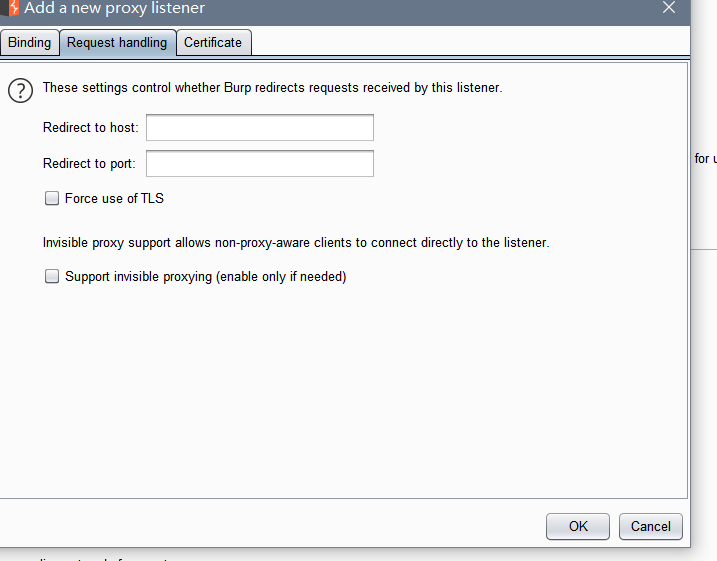 Add a new proxy listener
Binding Request handling Certificate
? These settings control whether Burp redirects requests received by this listener.
Redirect to host:
for
Redirect to port:
Force use of TLS
Invisible proxy support allows non-proxy-aware clients to connect directly to the listener.
Support invisible proxying (enable only if needed)
OK Cancel